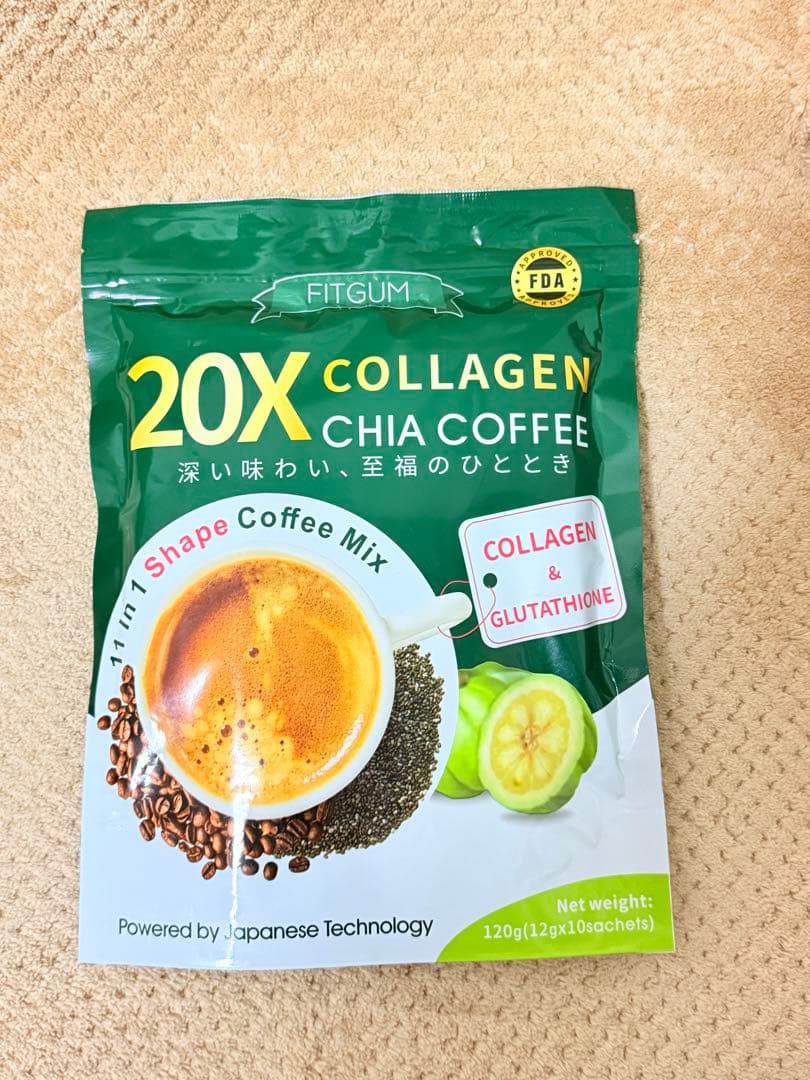 FITGUM
APPROVED
FDA
APPROVED
20X COLLAGEN
CHIA COFFEE
深い味わい、至福のひととき
11 in 1 Shape Coffee Mix
COLLAGEN
&
GLUTATHIONE
Powered by Japanese Technology
Net weight:
120g(12gx10sachets)